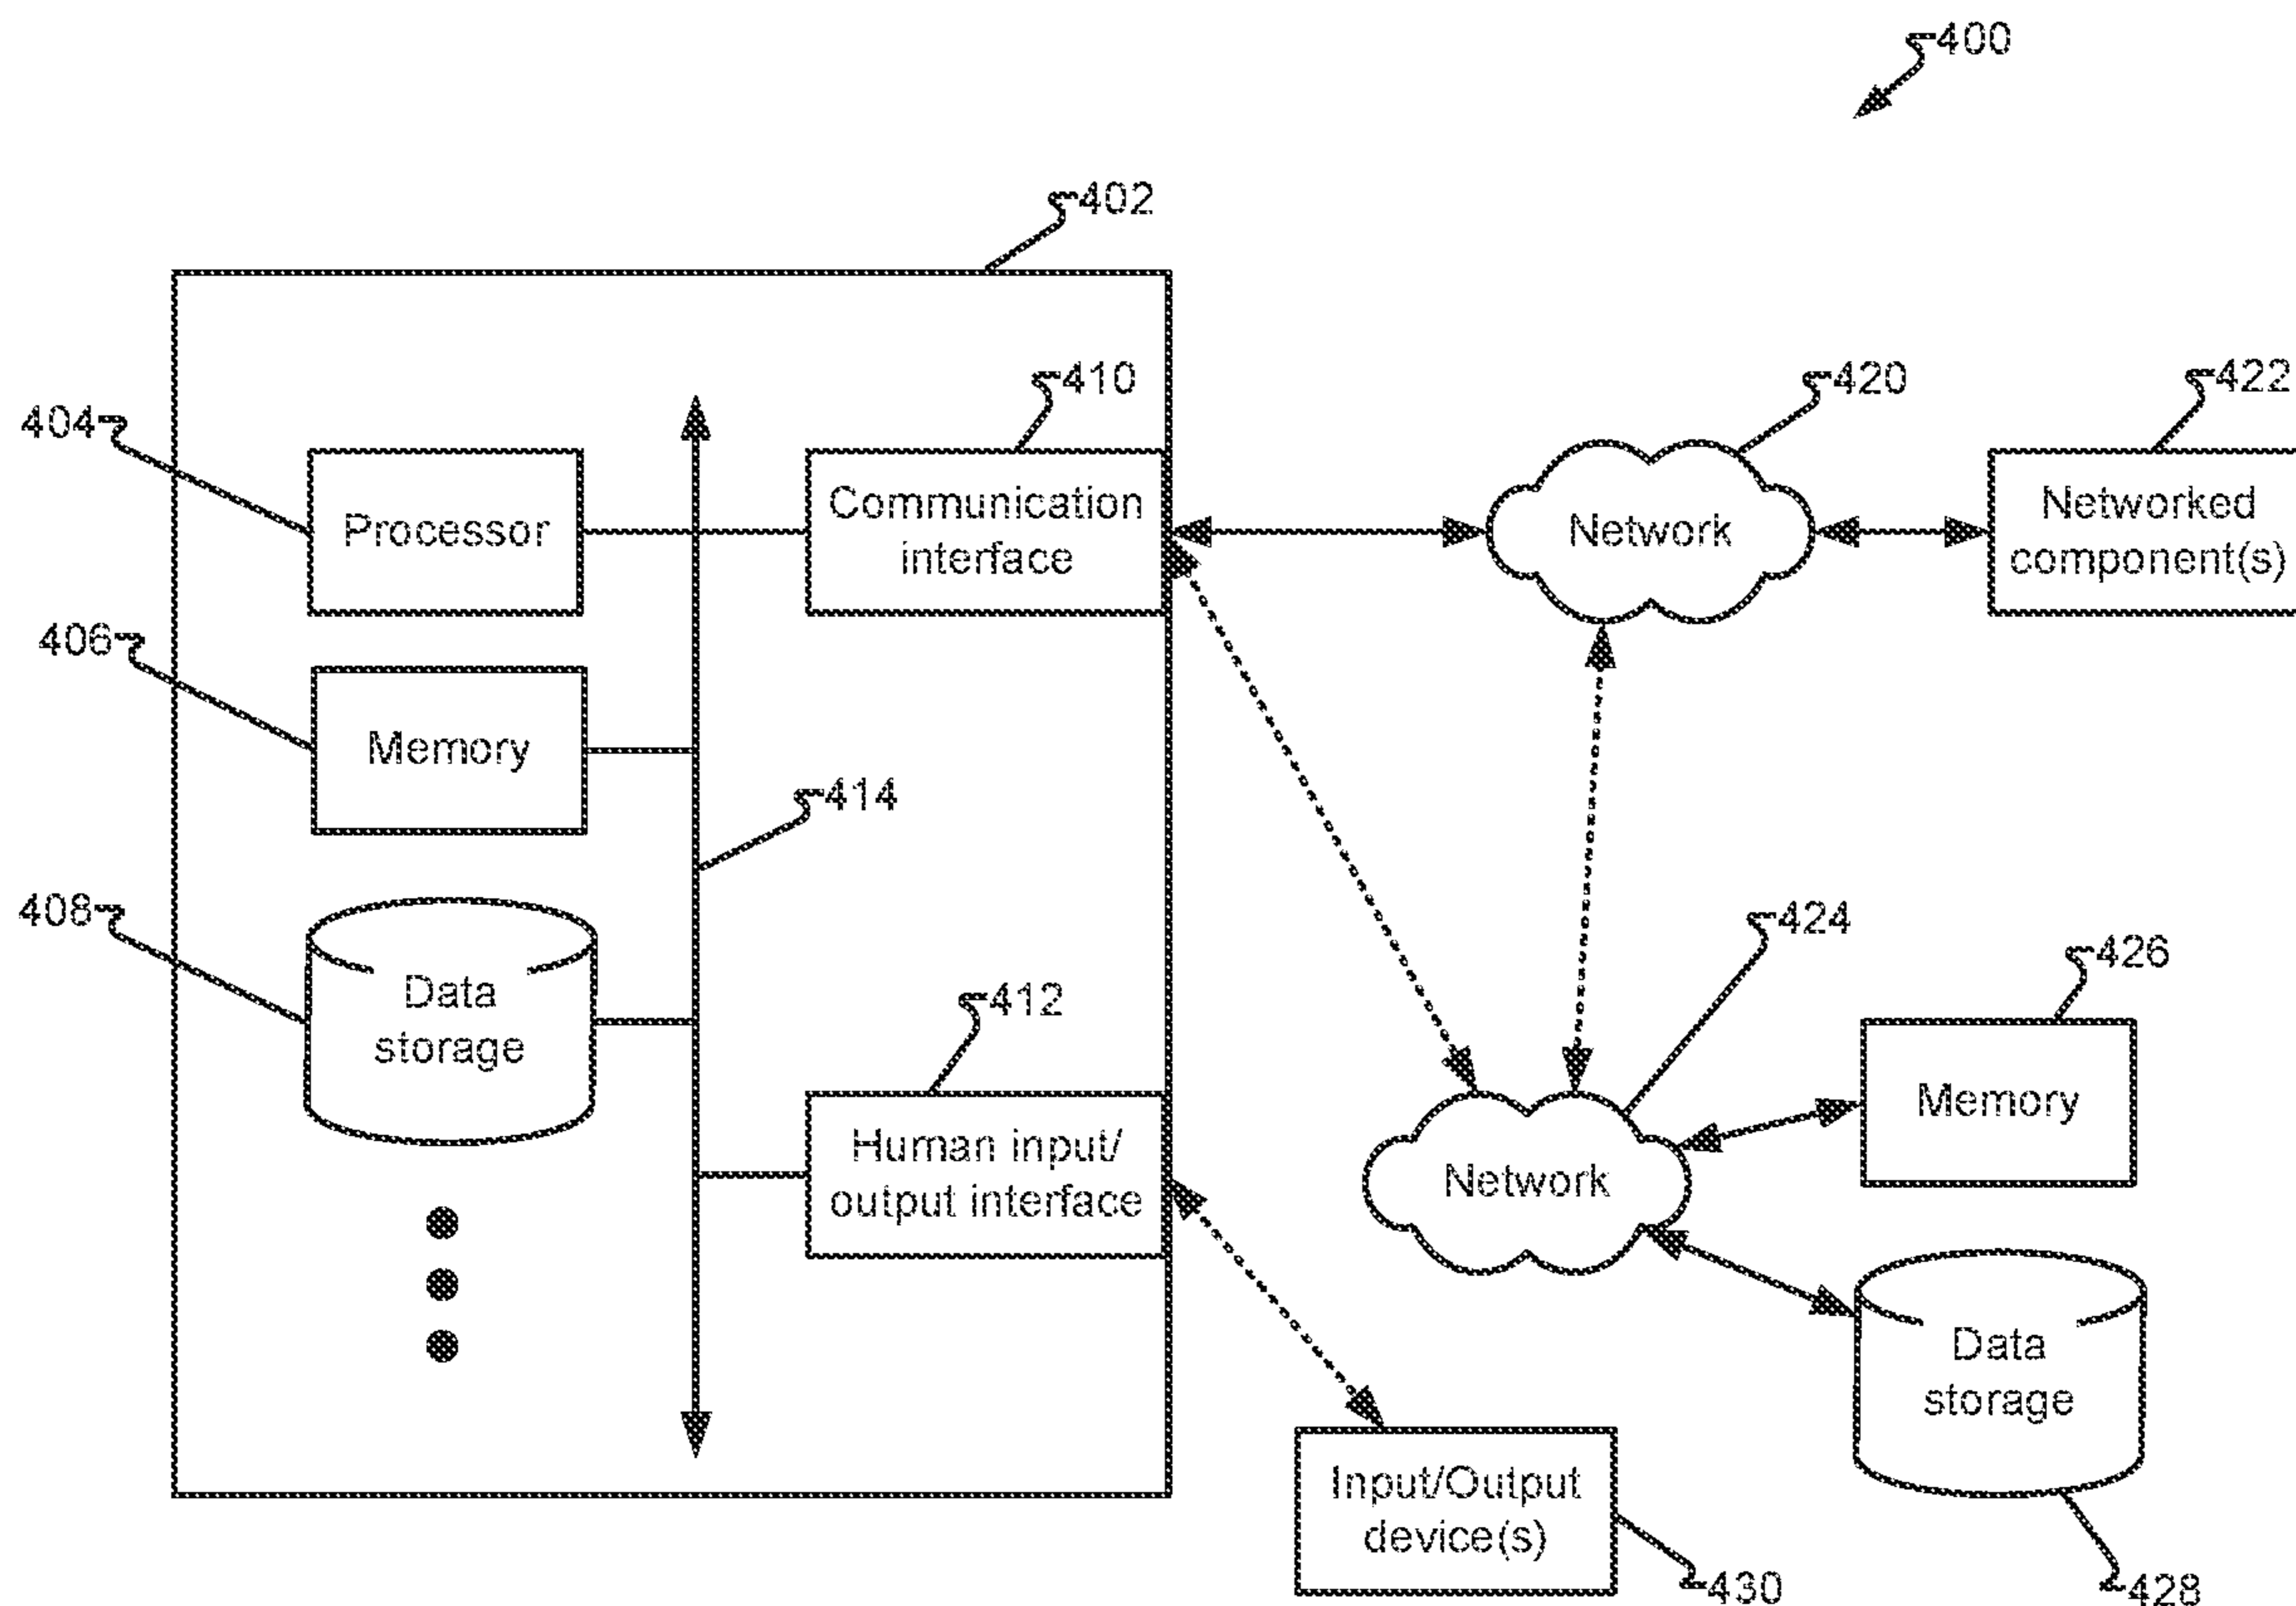 400
402
410
420
422
404
Processor
Communication
interface
Network
Networked
component(s)
406
Memory
414
408
Data
storage
424
426
412
Human input/
output interface
Network
Memory
Data
storage
Input/Output
device(s)
430
428